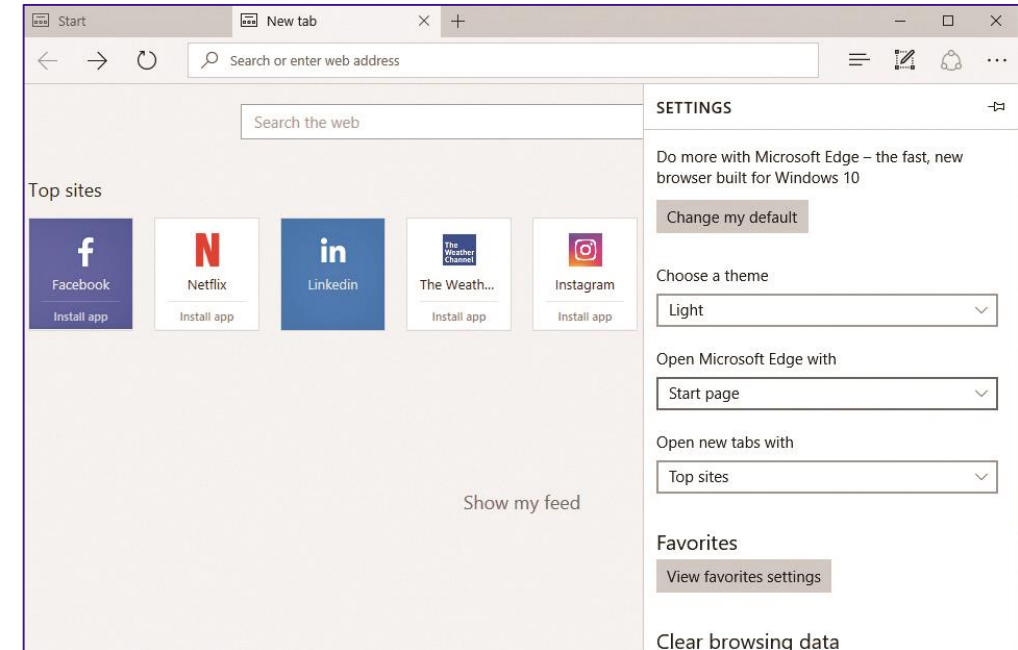 Start
New tab
Search or enter web address
Search the web
Top sites
f
Facebook
Install app
N
Netflix
Install app
in
Linkedin
The
Weather
Channel
The Weath...
Install app
Instagram
Install app
Show my feed
SETTINGS
Do more with Microsoft Edge – the fast, new
browser built for Windows 10
Change my default
Choose a theme
Light
Open Microsoft Edge with
Start page
Open new tabs with
Top sites
Favorites
View favorites settings
Clear browsing data